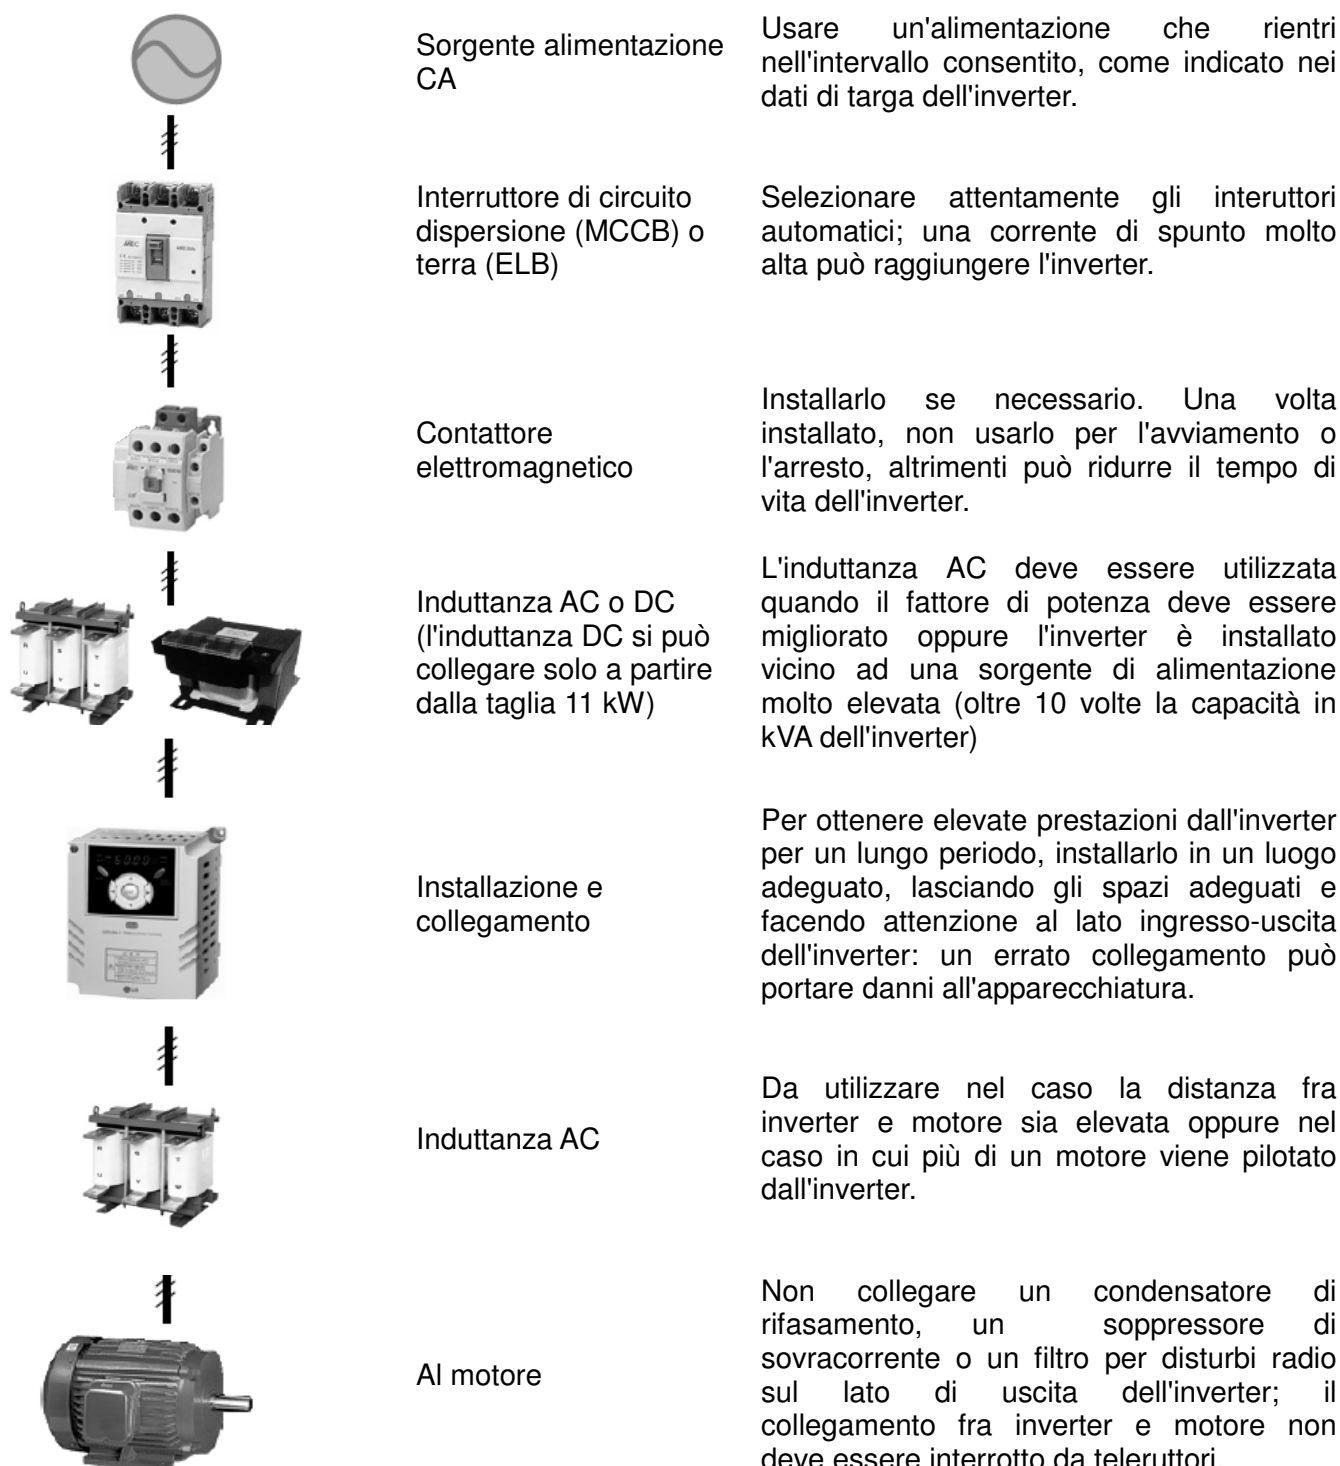 Sorgente alimentazione
CA
Usare un'alimentazione che rientri
nell'intervallo consentito, come indicato nei
dati di targa dell'inverter.
Interruttore di circuito
dispersione (MCCB) o
terra (ELB)
Selezionare attentamente gli interuttori
automatici; una corrente di spunto molto
alta può raggiungere l'inverter.
Contattore
elettromagnetico
Installarlo se necessario. Una volta
installato, non usarlo per l'avviamento o
l'arresto, altrimenti può ridurre il tempo di
vita dell'inverter.
Induttanza AC o DC
(l'induttanza DC si può
collegare solo a partire
dalla taglia 11 kW)
L'induttanza AC deve essere utilizzata
quando il fattore di potenza deve essere
migliorato oppure l'inverter è installato
vicino ad una sorgente di alimentazione
molto elevata (oltre 10 volte la capacità in
kVA dell'inverter)
Installazione e
collegamento
Per ottenere elevate prestazioni dall'inverter
per un lungo periodo, installarlo in un luogo
adeguato, lasciando gli spazi adeguati e
facendo attenzione al lato ingresso-uscita
dell'inverter: un errato collegamento può
portare danni all'apparecchiatura.
Induttanza AC
Da utilizzare nel caso la distanza fra
inverter e motore sia elevata oppure nel
caso in cui più di un motore viene pilotato
dall'inverter.
Al motore
Non collegare un condensatore di
rifasamento, un soppressore di
sovracorrente o un filtro per disturbi radio
sul lato di uscita dell'inverter; il
collegamento fra inverter e motore non
deve essere interrotto da teleruttori.